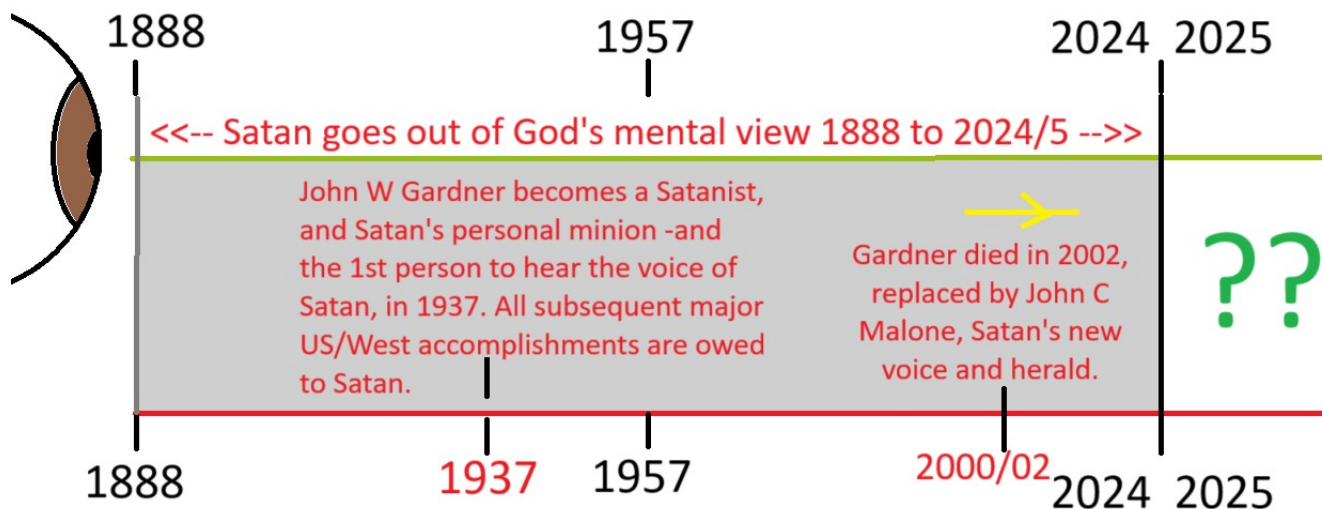 1888
1957
2024 2025
<<-- Satan goes out of God's mental view 1888 to 2024/5 -->>
John W Gardner becomes a Satanist,
and Satan's personal minion -and
the 1st person to hear the voice of
Satan, in 1937. All subsequent major
US/West accomplishments are owed
to Satan.
Gardner died in 2002,
replaced by John C
Malone, Satan's new
voice and herald.
??
1888
1937
1957
2000/02
2024 2025